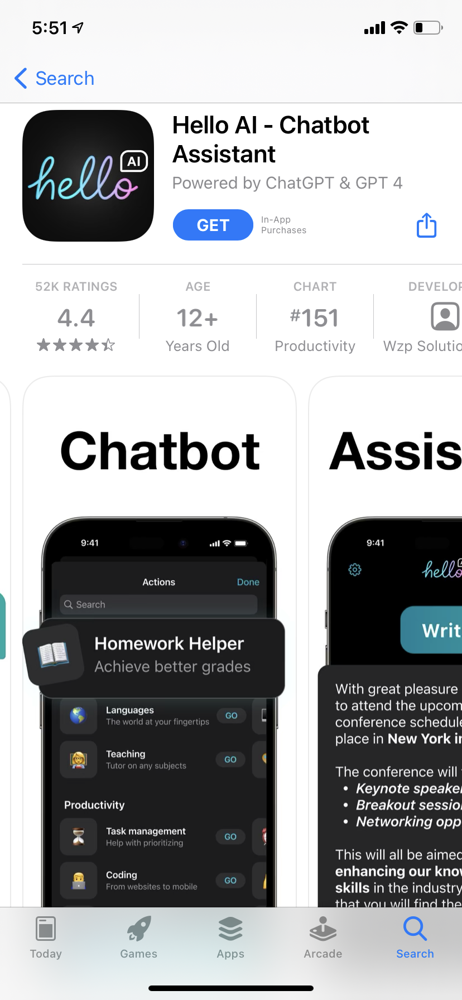 5:51
Search
hello AI
Hello AI - Chatbot
Assistant
Powered by ChatGPT & GPT 4
GET
In-App
Purchases
52K RATINGS
4.4
AGE
12+
Years Old
CHART
#151
Productivity
DEVELOP
Wzp Solutio
Chatbot
9:41
Actions
Done
Search
Homework Helper
Achieve better grades
Languages
The world at your fingertips
GO
Teaching
Tutor on any subjects
GO
Productivity
Task management
Help with prioritizing
GO
Coding
From websites to mobile
GO
Assis
9:41
hello
Writ
With great pleasure
to attend the upcom
conference schedule
place in New York in
The conference will
• Keynote speaker
• Breakout session
• Networking opp
This will all be aimed
enhancing our know
skills in the industry
that you will find the
Today
Games
Apps
Arcade
Search